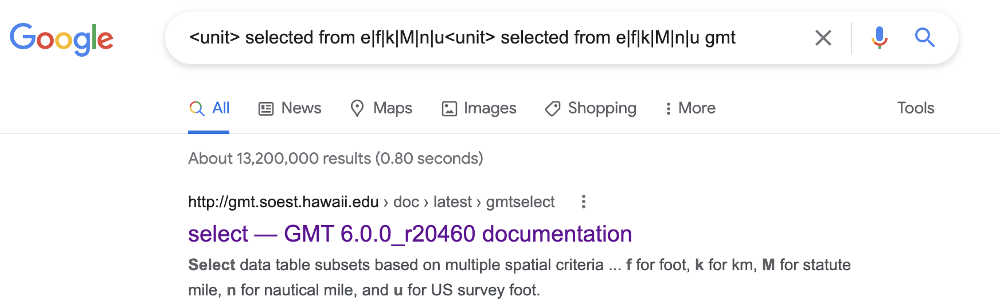 Google
<unit> selected from e|f|k|M|n|u<unit> selected from e|f|k|M|n|u gmt
All News Maps Images Shopping More Tools
About 13,200,000 results (0.80 seconds)
http://gmt.soest.hawaii.edu › doc › latest › gmtselect
select — GMT 6.0.0_r20460 documentation
Select data table subsets based on multiple spatial criteria ... f for foot, k for km, M for statute
mile, n for nautical mile, and u for US survey foot.